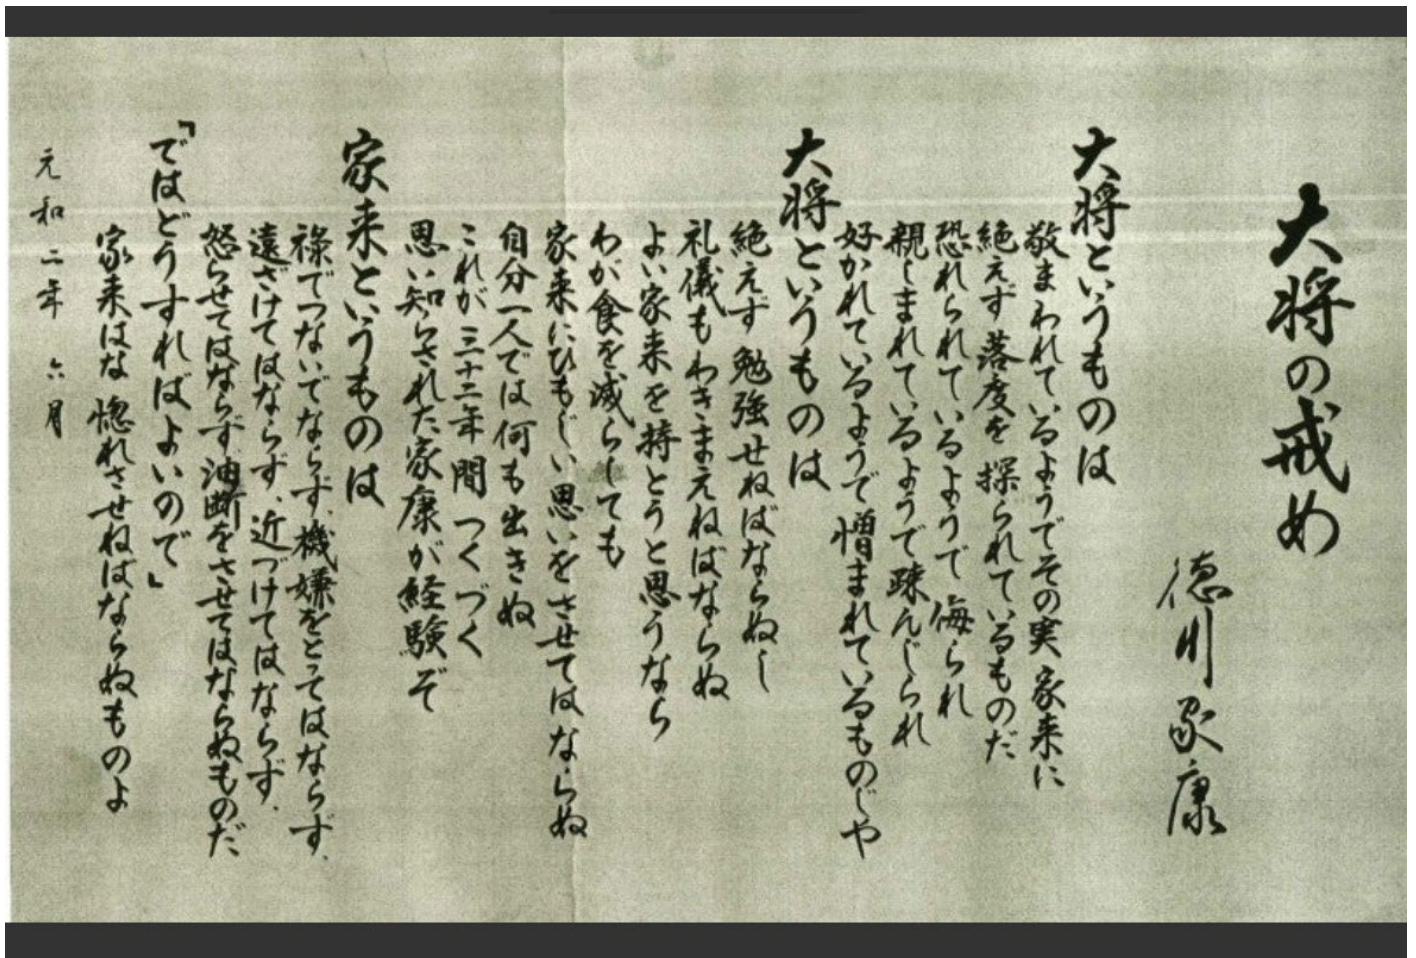 大将の戒め
徳川家康
大将というものは
敬まわれているようでその実家来に
絶えず落度を探られているものだ
恐れられているようで侮られ
親しまれているようで疎んじられ
好かれているようで憎まれているものじゃ
大将というものは
絶えず勉強せねばならぬし
礼儀もわきまえねばならぬ
よい家来を持とうと思うなら
わが食を減らしても
家来にひもじい思いをさせてはならぬ
自分一人では何も出きぬ
これが三十二年間つくづく
思い知らされた家康が経験ぞ
家来というものは
禄でつないでならず、機嫌をとってはならず、
遠ざけてはならず、近づけてはならず、
怒らせてはならず油断をさせてはならぬものだ
「ではどうすればよいので」
家来はな惚れさせねばならぬものよ
元和二年 六月